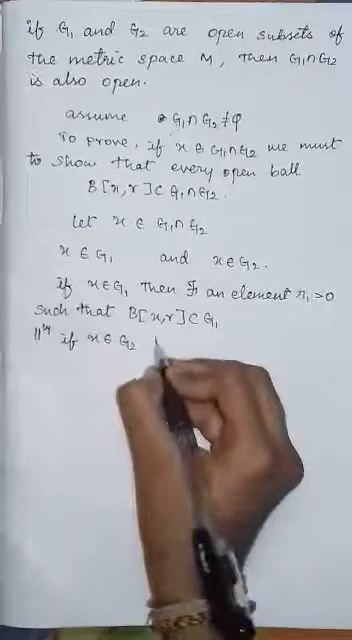 if G₁ and G₂ are open subsets of
the metric space M, then G₁∩G₂
is also open.
assume G₁∩G₂ ≠ φ
To prove, if x ∈ G₁∩G₂ we must
to show that every open ball
B[x,r] ⊂ G₁∩G₂.
Let x ∈ G₁∩G₂
x ∈ G₁ and x ∈ G₂.
if x∈G₁ Then ∃ an element r₁>0
such that B[x,r] ⊂ G₁
111ly if x ∈ G₂